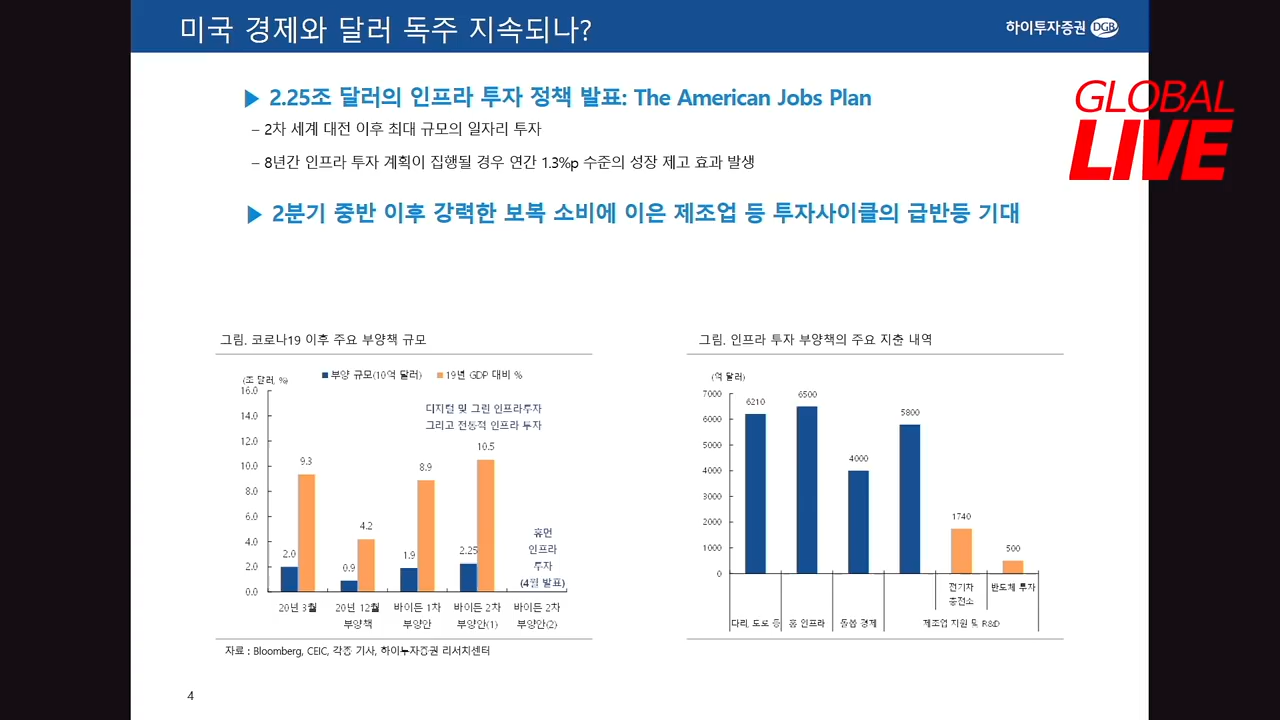 미국 경제와 달러 독주 지속되나?
하이투자증권 DGB
GLOBAL
LIVE
▶ 2.25조 달러의 인프라 투자 정책 발표: The American Jobs Plan
– 2차 세계 대전 이후 최대 규모의 일자리 투자
– 8년간 인프라 투자 계획이 집행될 경우 연간 1.3%p 수준의 성장 제고 효과 발생
▶ 2분기 중반 이후 강력한 보복 소비에 이은 제조업 등 투자사이클의 급반등 기대
그림. 코로나19 이후 주요 부양책 규모
(조 달러, %)
부양 규모(10억 달러)
19년 GDP 대비 %
16.0
14.0
12.0
10.0
8.0
6.0
4.0
2.0
0.0
디지털 및 그린 인프라투자
그리고 전통적 인프라 투자
2.0
9.3
0.9
4.2
1.9
8.9
2.25
10.5
휴먼
인프라
투자
(4월 발표)
20년 3월
20년 12월
부양책
바이든 1차
부양안
바이든 2차
부양안(1)
바이든 2차
부양안(2)
자료 : Bloomberg, CEIC, 각종 기사, 하이투자증권 리서치센터
그림. 인프라 투자 부양책의 주요 지출 내역
(억 달러)
7000
6000
5000
4000
3000
2000
1000
0
6210
6500
4000
5800
1740
500
전기차
충전소
반도체 투자
다리, 도로 등
홈 인프라
돌봄 경제
제조업 지원 및 R&D
4